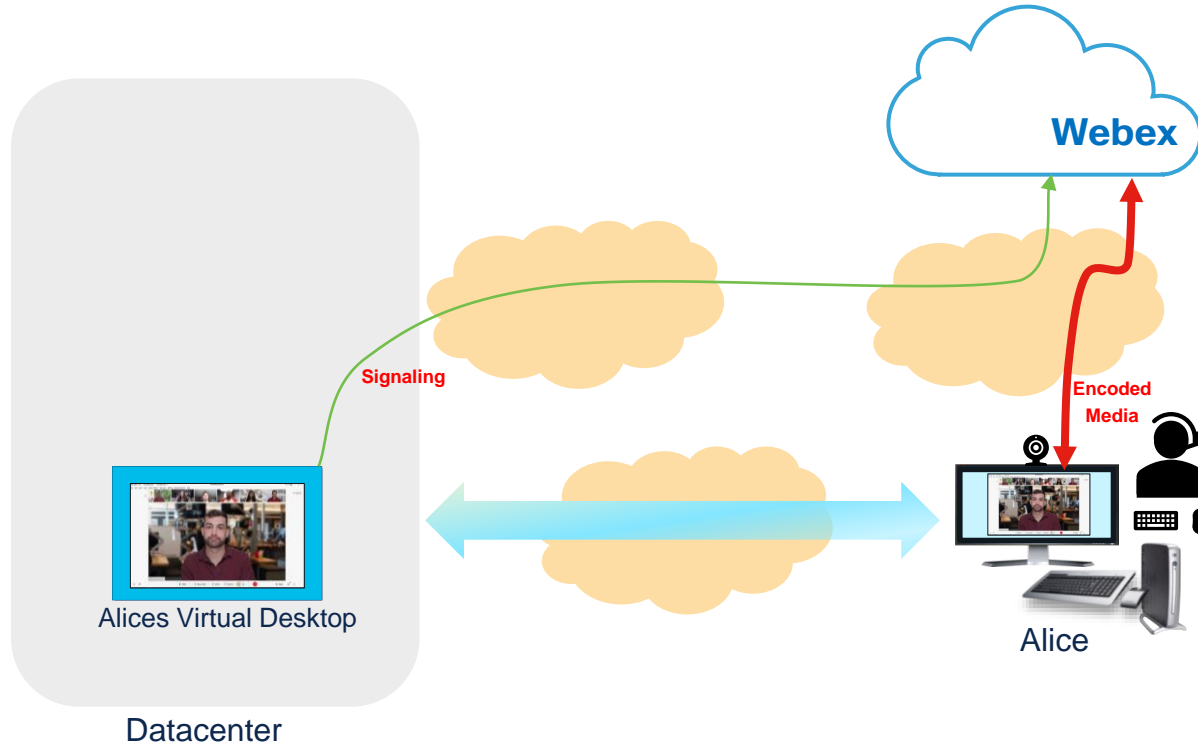 Webex
Signaling
Encoded
Media
Alices Virtual Desktop
Alice
Datacenter